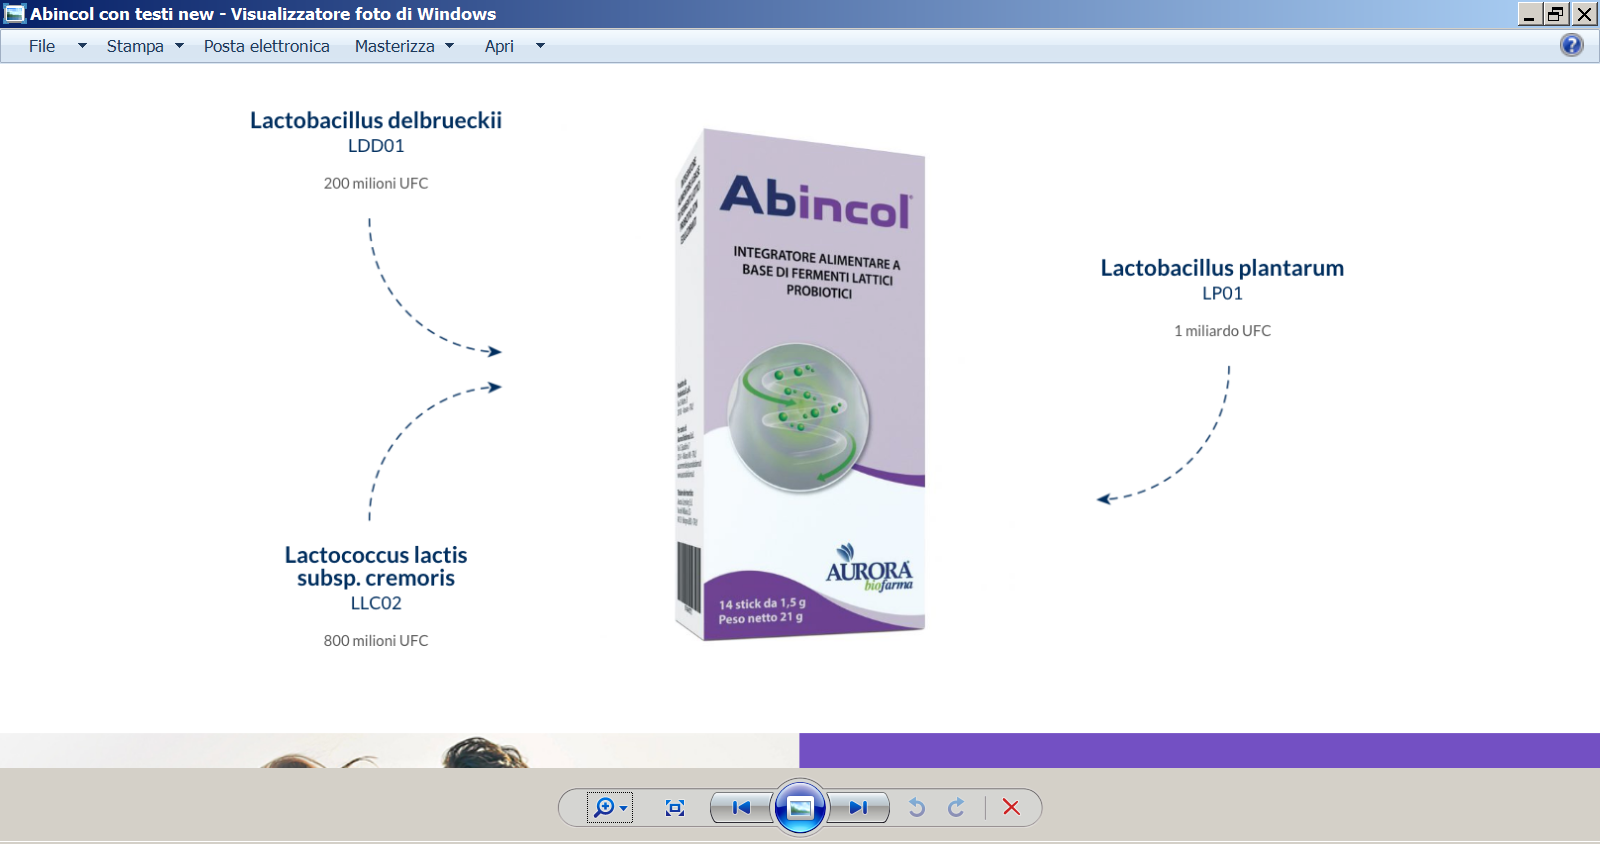 Abincol con testi new - Visualizzatore foto di Windows
File Stampa Posta elettronica Masterizza Apri
Lactobacillus delbrueckii
LDD01
200 milioni UFC
Lactococcus lactis
subsp. cremoris
LLC02
800 milioni UFC
Abincol®
INTEGRATORE ALIMENTARE A
BASE DI FERMENTI LATTICI
PROBIOTICI
AURORA
biofarma
14 stick da 1,5 g
Peso netto 21 g
Lactobacillus plantarum
LP01
1 miliardo UFC